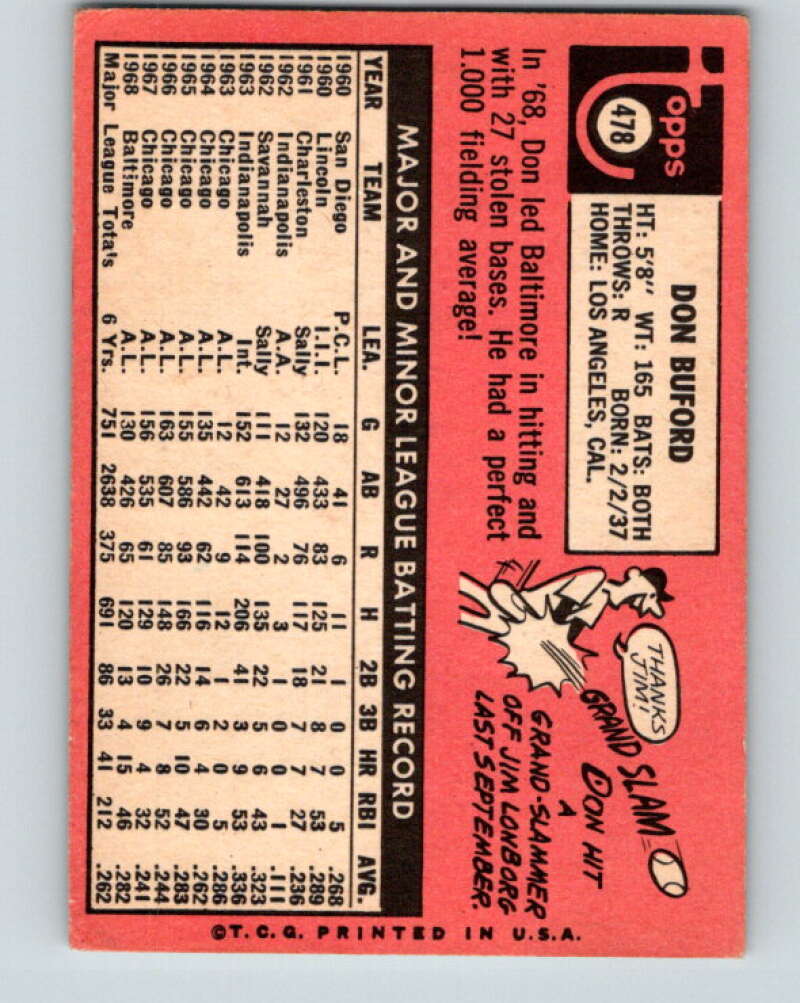 Topps
478
DON BUFORD
HT: 5'8" WT: 165 BATS: BOTH
THROWS: R BORN: 2/2/37
HOME: LOS ANGELES, CAL.
In '68, Don led Baltimore in hitting and
with 27 stolen bases. He had a perfect
1.000 fielding average!
THANKS
JIM!
GRAND SLAM
DON HIT
A
GRAND-SLAMMER
OFF JIM LONBORG
LAST SEPTEMBER.
MAJOR AND MINOR LEAGUE BATTING RECORD
YEAR TEAM LEA. G AB R H 2B 3B HR RBI AVG.
1960 San Diego P.C.L. 18 41 6 11 1 0 0 5 .268
1960 Lincoln I.I.I. 120 433 83 125 21 8 7 53 .289
1961 Charleston Sally 132 496 76 117 18 7 7 27 .236
1962 Indianapolis A.A. 12 27 2 3 1 0 0 1 .111
1962 Savannah Sally 111 418 100 135 22 5 6 43 .323
1963 Indianapolis Int. 152 613 114 206 41 3 9 53 .336
1963 Chicago A.L. 12 42 9 12 1 2 0 5 .286
1964 Chicago A.L. 135 442 62 116 14 6 4 30 .262
1965 Chicago A.L. 155 586 93 166 22 5 10 47 .283
1966 Chicago A.L. 163 607 85 148 26 7 8 52 .244
1967 Chicago A.L. 156 535 61 129 10 9 4 32 .241
1968 Baltimore A.L. 130 426 65 120 13 4 15 46 .282
Major League Totals 6 Yrs. 751 2638 375 691 86 33 41 212 .262
©T.C.G. PRINTED IN U.S.A.